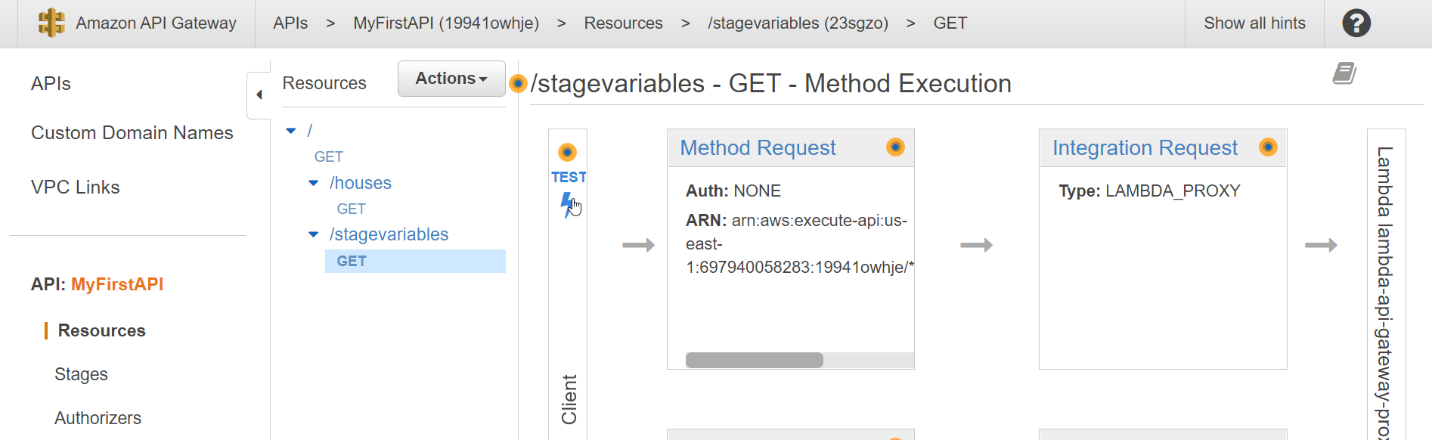 Amazon API Gateway
APIs > MyFirstAPI (19941owhje) > Resources > /stagevariables (23sgzo) > GET
Show all hints
?
APIs
Custom Domain Names
VPC Links
API: MyFirstAPI
Resources
Stages
Authorizers
Resources
Actions
/
GET
/houses
GET
/stagevariables
GET
/stagevariables - GET - Method Execution
TEST
Client
Method Request
Auth: NONE
ARN: arn:aws:execute-api:us-
east-
1:697940058283:19941owhje/*
Integration Request
Type: LAMBDA_PROXY
Lambda lambda-api-gateway-prox